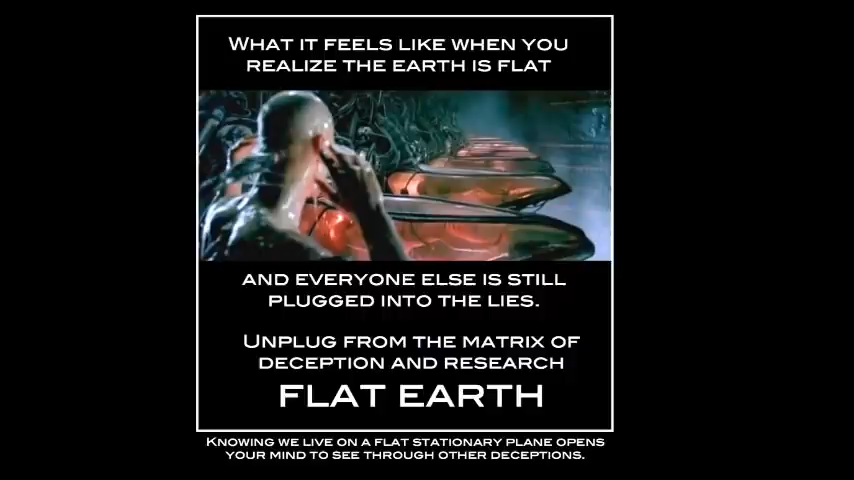 What it feels like when you
realize the earth is flat
and everyone else is still
plugged into the lies.
Unplug from the matrix of
deception and research
FLAT EARTH
Knowing we live on a flat stationary plane opens
your mind to see through other deceptions.